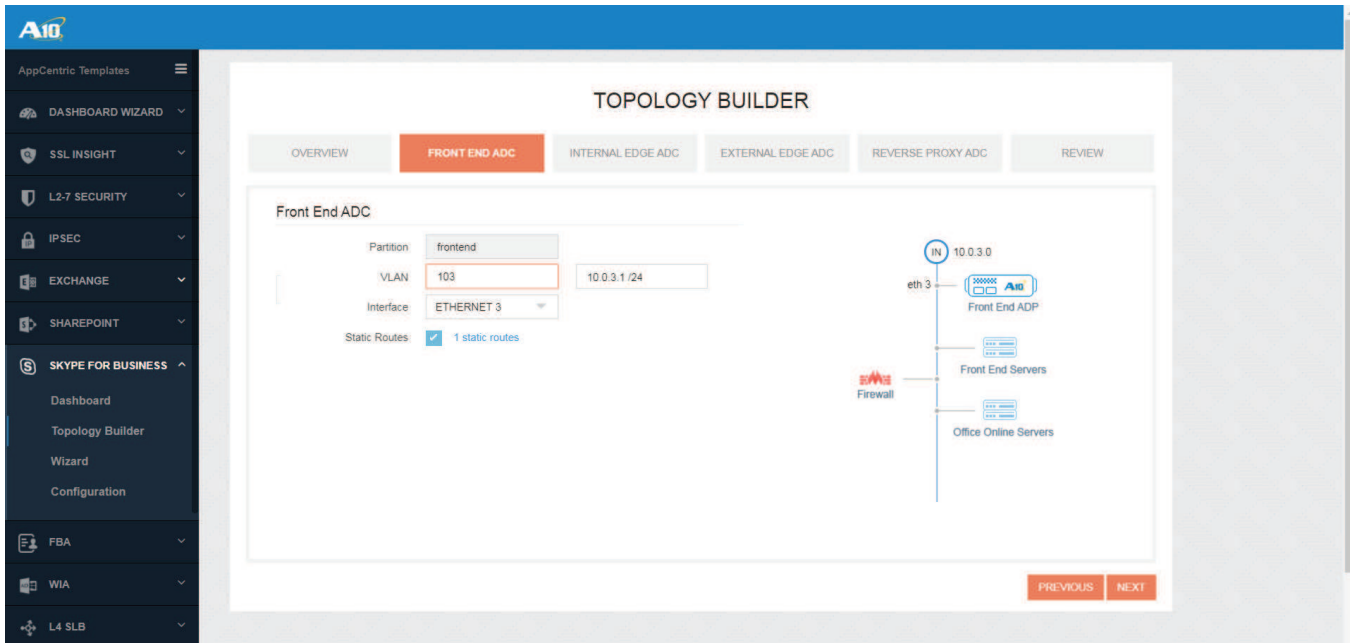 A10
AppCentric Templates
DASHBOARD WIZARD
SSL INSIGHT
L2-7 SECURITY
IPSEC
EXCHANGE
SHAREPOINT
SKYPE FOR BUSINESS
Dashboard
Topology Builder
Wizard
Configuration
FBA
WIA
L4 SLB
TOPOLOGY BUILDER
OVERVIEW
FRONT END ADC
INTERNAL EDGE ADC
EXTERNAL EDGE ADC
REVERSE PROXY ADC
REVIEW
Front End ADC
Partition frontend
VLAN 103 10.0.3.1 /24
Interface ETHERNET 3
Static Routes 1 static routes
IN 10.0.3.0
eth 3
A10
Front End ADP
Front End Servers
Firewall
Office Online Servers
PREVIOUS
NEXT